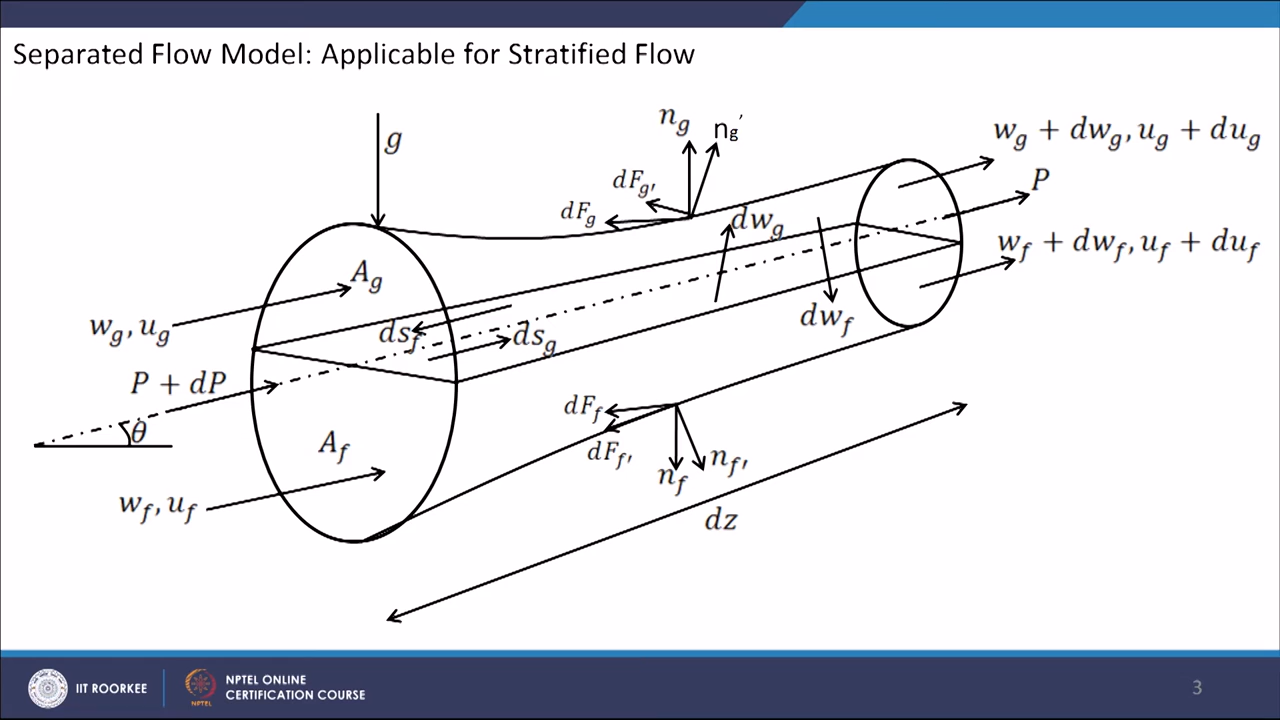 Separated Flow Model: Applicable for Stratified Flow
g
n_g
n_g'
w_g + dw_g, u_g + du_g
P
dF_g'
dF_g
dw_g
w_f + dw_f, u_f + du_f
A_g
w_g, u_g
ds_f
ds_g
dw_f
P + dP
θ
dF_f
dF_f'
A_f
n_f
n_f'
w_f, u_f
dz
IIT ROORKEE
NPTEL
NPTEL ONLINE
CERTIFICATION COURSE
3